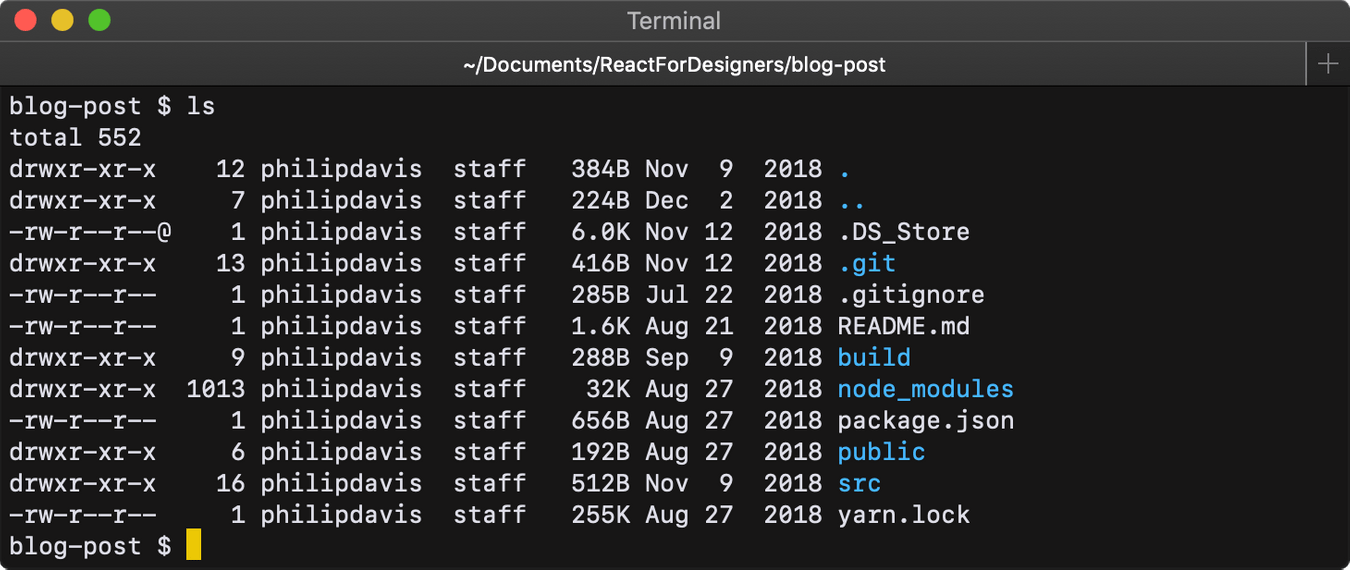 Terminal
~/Documents/ReactForDesigners/blog-post
blog-post $ ls
total 552
drwxr-xr-x    12 philipdavis  staff   384B Nov  9  2018 .
drwxr-xr-x     7 philipdavis  staff   224B Dec  2  2018 ..
-rw-r--r--@    1 philipdavis  staff   6.0K Nov 12  2018 .DS_Store
drwxr-xr-x    13 philipdavis  staff   416B Nov 12  2018 .git
-rw-r--r--     1 philipdavis  staff   285B Jul 22  2018 .gitignore
-rw-r--r--     1 philipdavis  staff   1.6K Aug 21  2018 README.md
drwxr-xr-x     9 philipdavis  staff   288B Sep  9  2018 build
drwxr-xr-x  1013 philipdavis  staff    32K Aug 27  2018 node_modules
-rw-r--r--     1 philipdavis  staff   656B Aug 27  2018 package.json
drwxr-xr-x     6 philipdavis  staff   192B Aug 27  2018 public
drwxr-xr-x    16 philipdavis  staff   512B Nov  9  2018 src
-rw-r--r--     1 philipdavis  staff   255K Aug 27  2018 yarn.lock
blog-post $